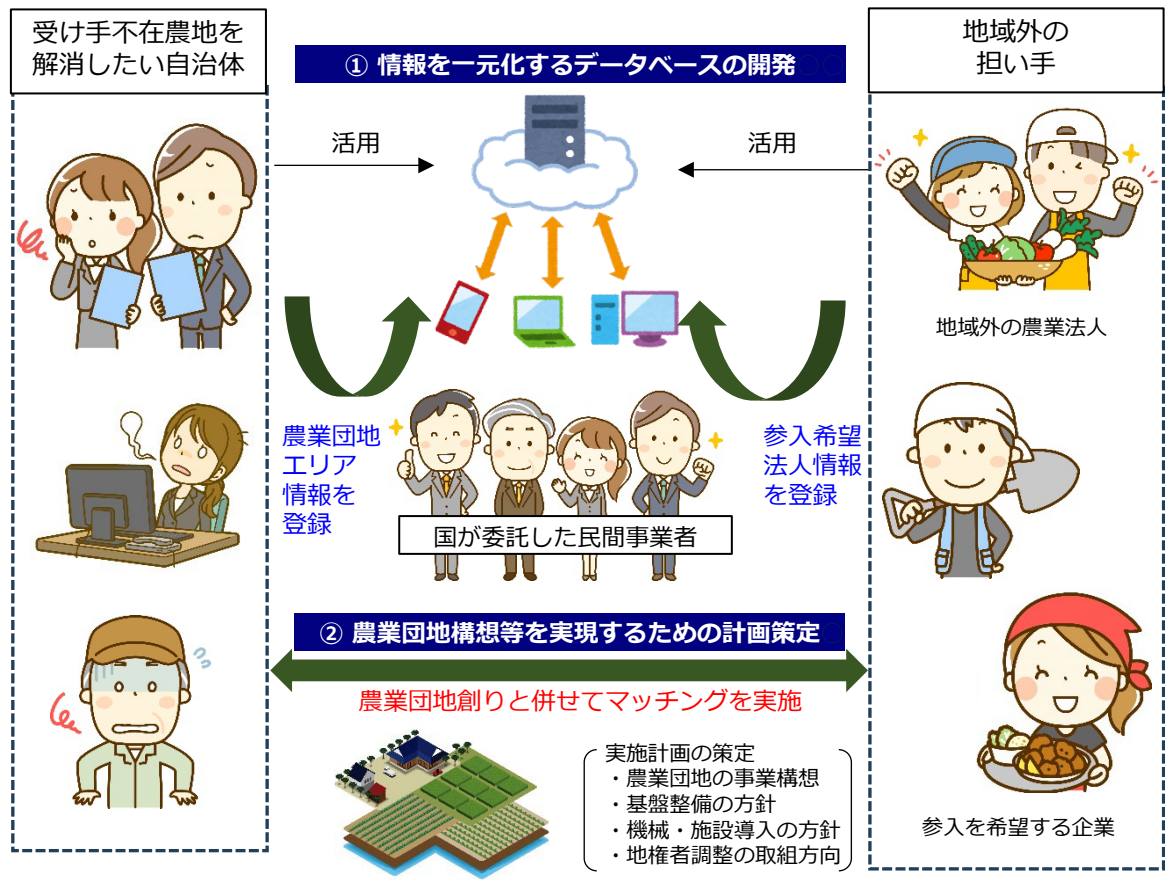 受け手不在農地を
解消したい自治体
① 情報を一元化するデータベースの開発
地域外の
担い手
活用
活用
地域外の農業法人
農業団地
エリア
情報を
登録
参入希望
法人情報
を登録
国が委託した民間事業者
② 農業団地構想等を実現するための計画策定
農業団地創りと併せてマッチングを実施
実施計画の策定
・農業団地の事業構想
・基盤整備の方針
・機械・施設導入の方針
・地権者調整の取組方向
参入を希望する企業